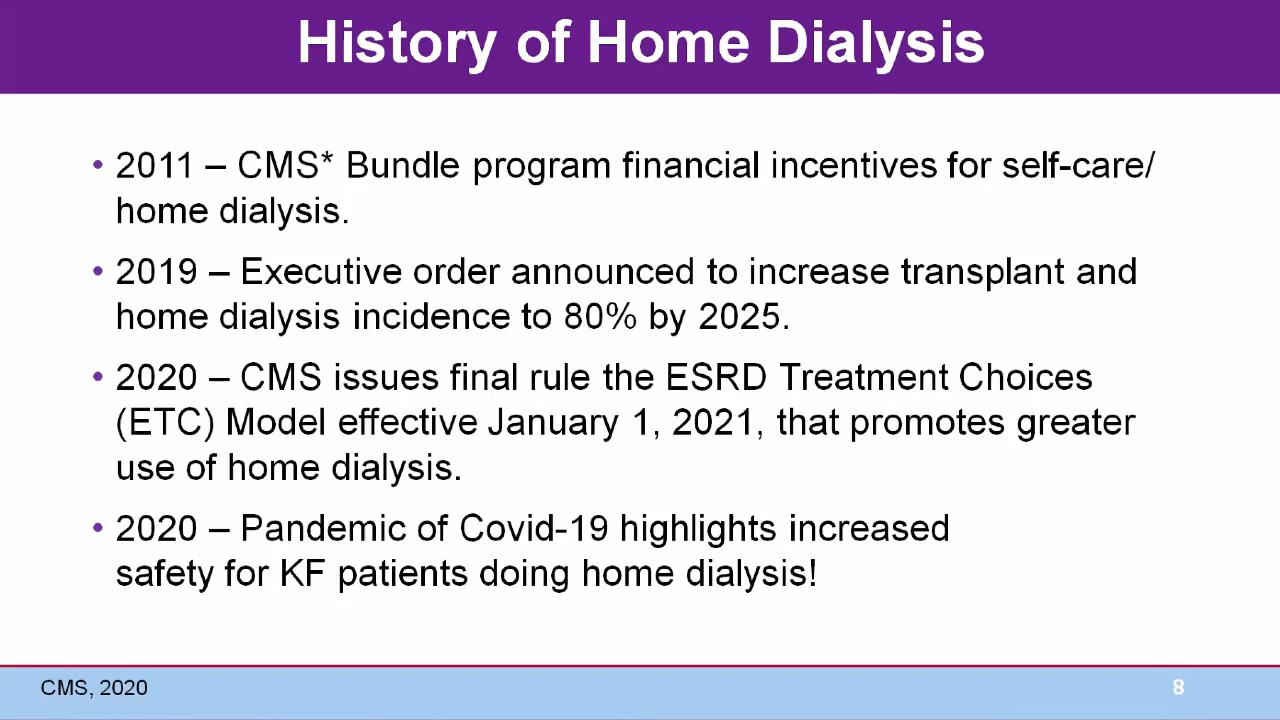 History of Home Dialysis
• 2011 – CMS* Bundle program financial incentives for self-care/
home dialysis.
• 2019 – Executive order announced to increase transplant and
home dialysis incidence to 80% by 2025.
• 2020 – CMS issues final rule the ESRD Treatment Choices
(ETC) Model effective January 1, 2021, that promotes greater
use of home dialysis.
• 2020 – Pandemic of Covid-19 highlights increased
safety for KF patients doing home dialysis!
CMS, 2020
8